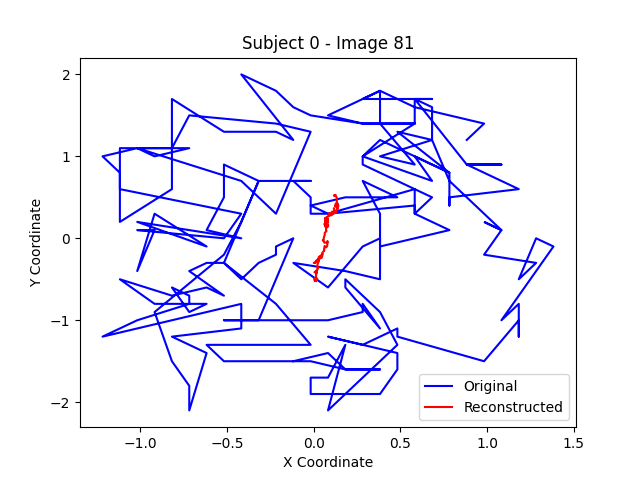 Subject 0 - Image 81
2
1
0
−1
−2
Y Coordinate
−1.0 −0.5 0.0 0.5 1.0 1.5
X Coordinate
Original
Reconstructed